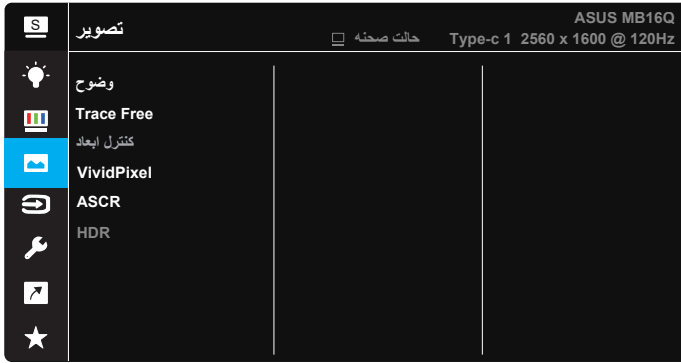 S
تصویر
ASUS MB16Q
حالت صحنه Type-c 1 2560 x 1600 @ 120Hz
وضوح
Trace Free
کنترل ابعاد
VividPixel
ASCR
HDR